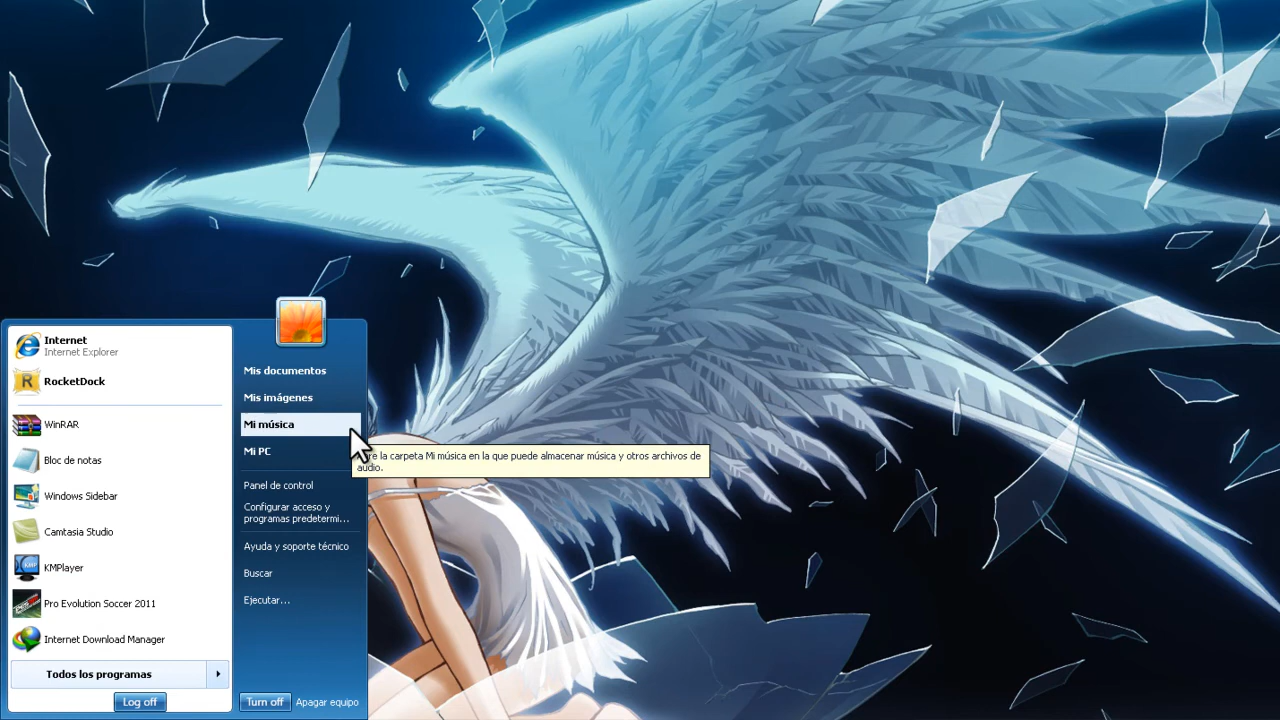 Internet
Internet Explorer
RocketDock
WinRAR
Bloc de notas
Windows Sidebar
Camtasia Studio
KMPlayer
Pro Evolution Soccer 2011
Internet Download Manager
Todos los programas
Log off
Mis documentos
Mis imágenes
Mi música
Mi PC
Panel de control
Configurar acceso y
programas predetermi...
Ayuda y soporte técnico
Buscar
Ejecutar...
Turn off Apagar equipo
la carpeta Mi música en la que puede almacenar música y otros archivos de
audio.